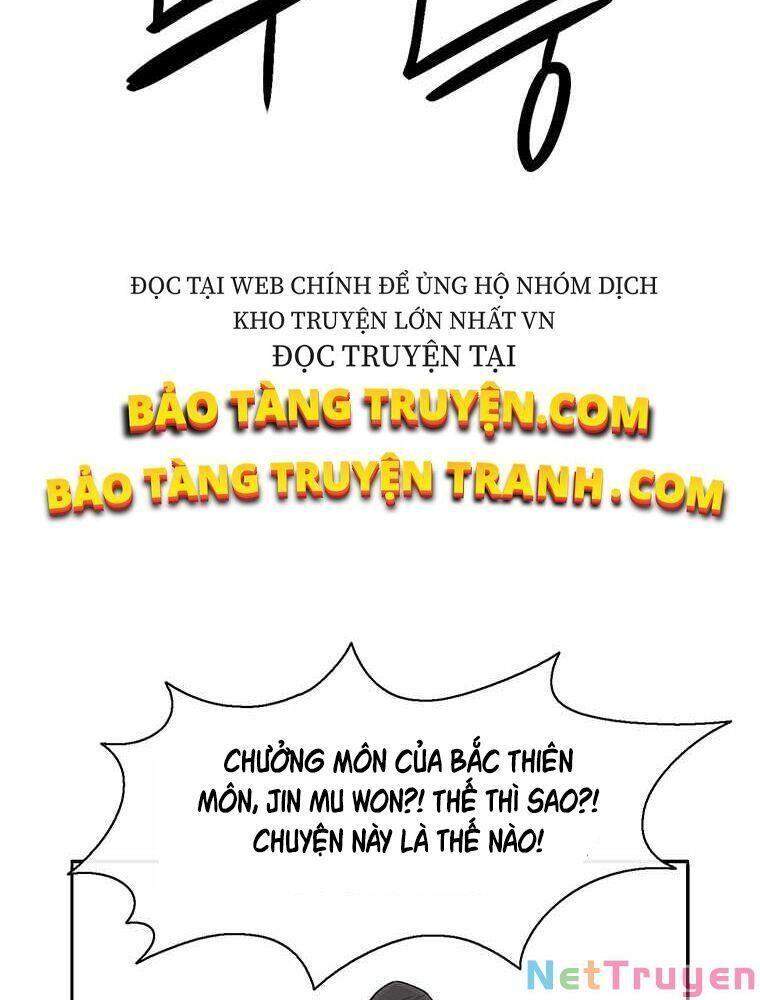 ĐỌC TẠI WEB CHÍNH ĐỂ ỦNG HỘ NHÓM DỊCH
KHO TRUYỆN LỚN NHẤT VN
ĐỌC TRUYỆN TẠI
BẢO TÀNG TRUYỆN.COM
BẢO TÀNG TRUYỆN TRANH.COM
CHƯỞNG MÔN CỦA BẮC THIÊN
MÔN, JIN MU WON?! THẾ THÌ SAO?!
CHUYỆN NÀY LÀ THẾ NÀO!
NetTruyen